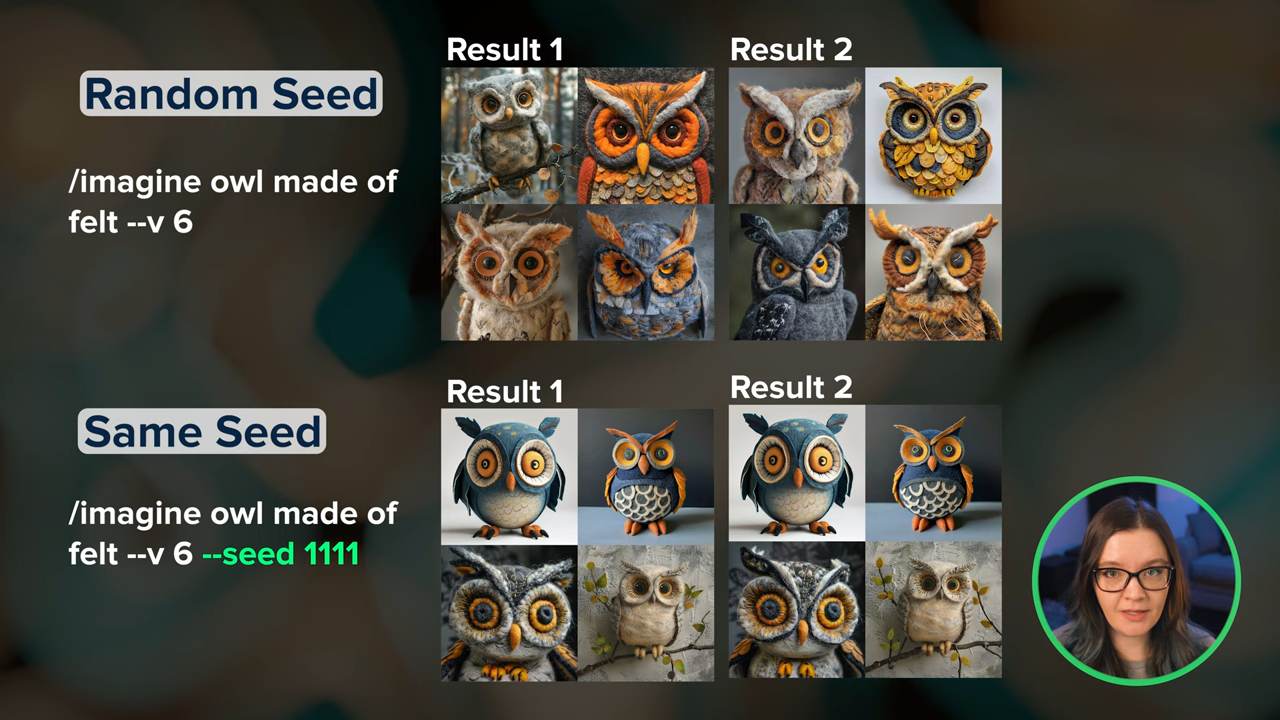 Random Seed
/imagine owl made of
felt --v 6
Result 1
Result 2
Same Seed
/imagine owl made of
felt --v 6 --seed 1111
Result 1
Result 2